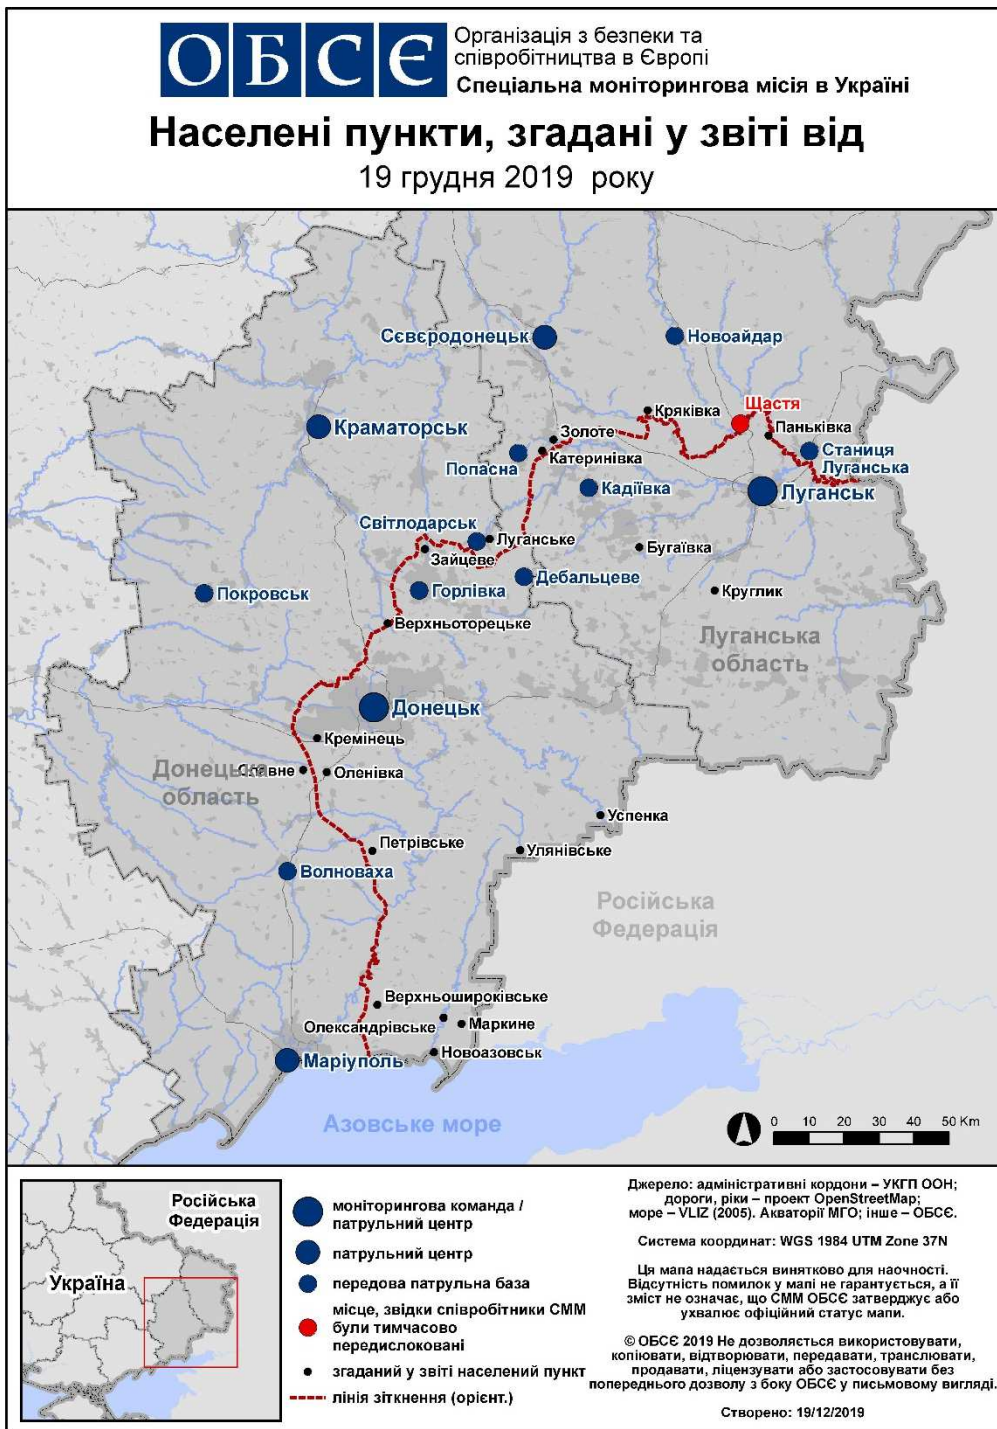 ОБСЄ
Організація з безпеки та
співробітництва в Європі
Спеціальна моніторингова місія в Україні
Населені пункти, згадані у звіті від
19 грудня 2019 року
Сєвєродонецьк
Новоайдар
Щастя
Кряківка
Паньківка
Краматорськ
Золоте
Станиця
Луганська
Попасна
Катеринівка
Кадіївка
Луганськ
Світлодарськ
Луганське
Бугаївка
Зайцеве
Дебальцеве
Покровськ
Горлівка
Круглик
Верхньоторецьке
Луганська
область
Донецьк
Кремінець
Донецька
область
Славне
Оленівка
Успенка
Петрівське
Улянівське
Волноваха
Російська
Федерація
Верхньошироківське
Олександрівське
Маркине
Новоазовськ
Маріуполь
Азовське море
0 10 20 30 40 50 Km
Російська
Федерація
Україна
моніторингова команда /
патрульний центр
патрульний центр
передова патрульна база
місце, звідки співробітники СММ
були тимчасово
передислоковані
згаданий у звіті населений пункт
лінія зіткнення (орієнт.)
Джерело: адміністративні кордони – УКГП ООН;
дороги, ріки – проект OpenStreetMap;
море – VLIZ (2005). Акваторії МГО; інше – ОБСЄ.
Система координат: WGS 1984 UTM Zone 37N
Ця мапа надається винятково для наочності.
Відсутність помилок у мапі не гарантується, а її
зміст не означає, що СММ ОБСЄ затверджує або
ухвалює офіційний статус мапи.
© ОБСЄ 2019 Не дозволяється використовувати,
копіювати, відтворювати, передавати, транслювати,
продавати, ліцензувати або застосовувати без
попереднього дозволу з боку ОБСЄ у письмовому вигляді.
Створено: 19/12/2019